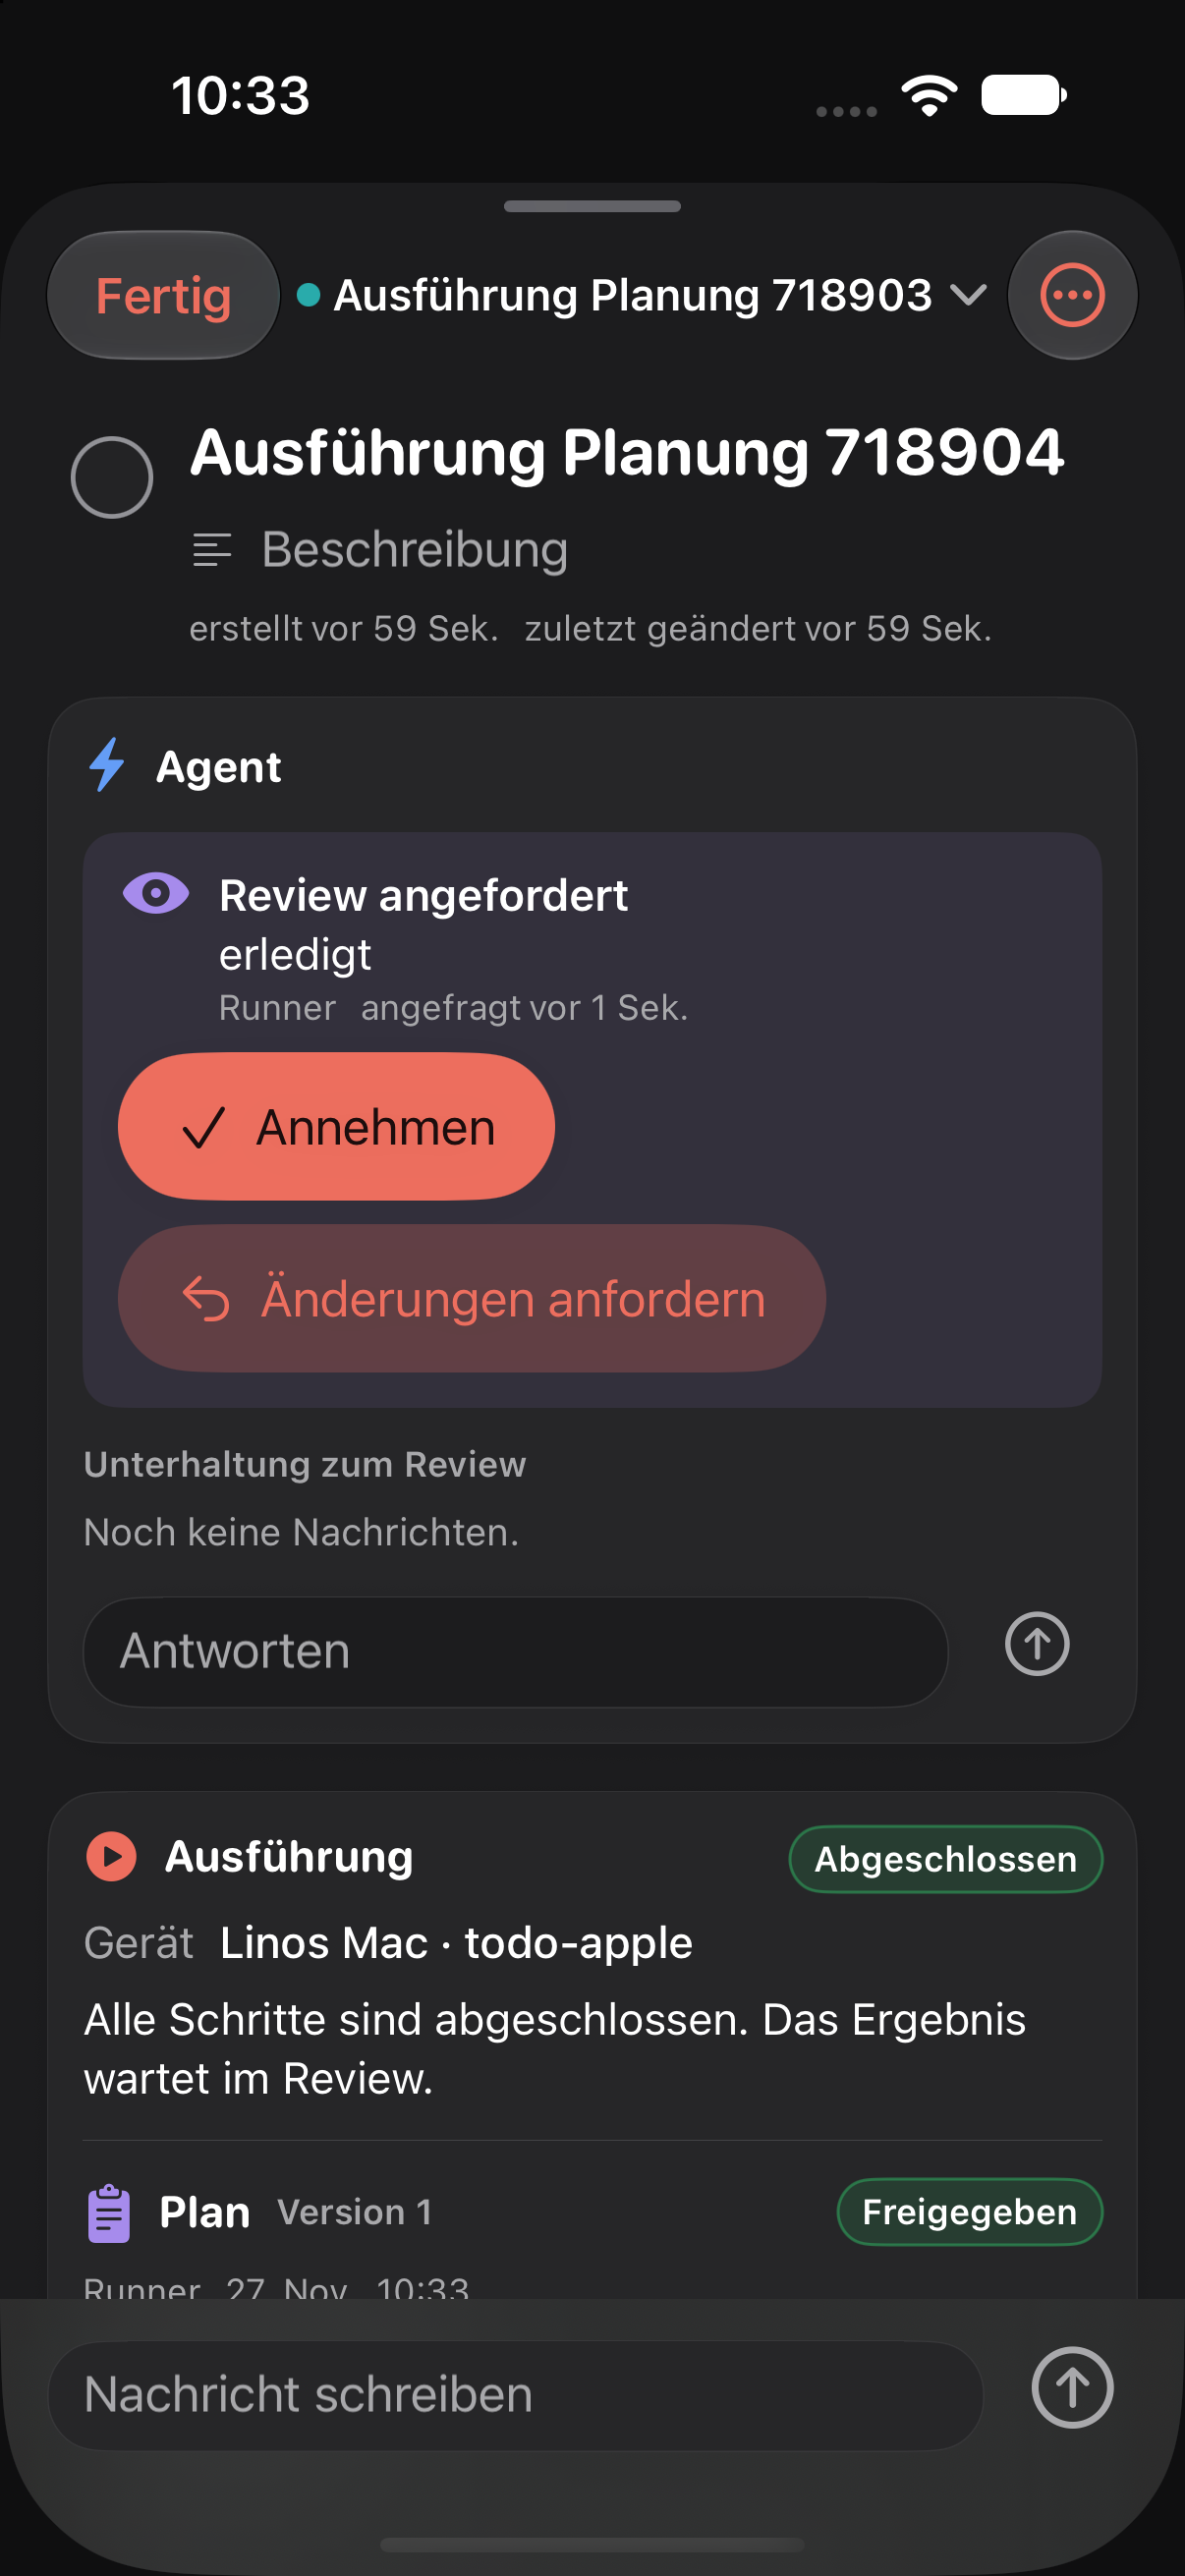 10:33
Fertig
Ausführung Planung 718903
Ausführung Planung 718904
Beschreibung
erstellt vor 59 Sek. zuletzt geändert vor 59 Sek.
Agent
Review angefordert
erledigt
Runner angefragt vor 1 Sek.
Annehmen
Änderungen anfordern
Unterhaltung zum Review
Noch keine Nachrichten.
Antworten
Ausführung
Abgeschlossen
Gerät Linos Mac · todo-apple
Alle Schritte sind abgeschlossen. Das Ergebnis
wartet im Review.
Plan Version 1
Freigegeben
Runner 27. Nov. 10:33
Nachricht schreiben